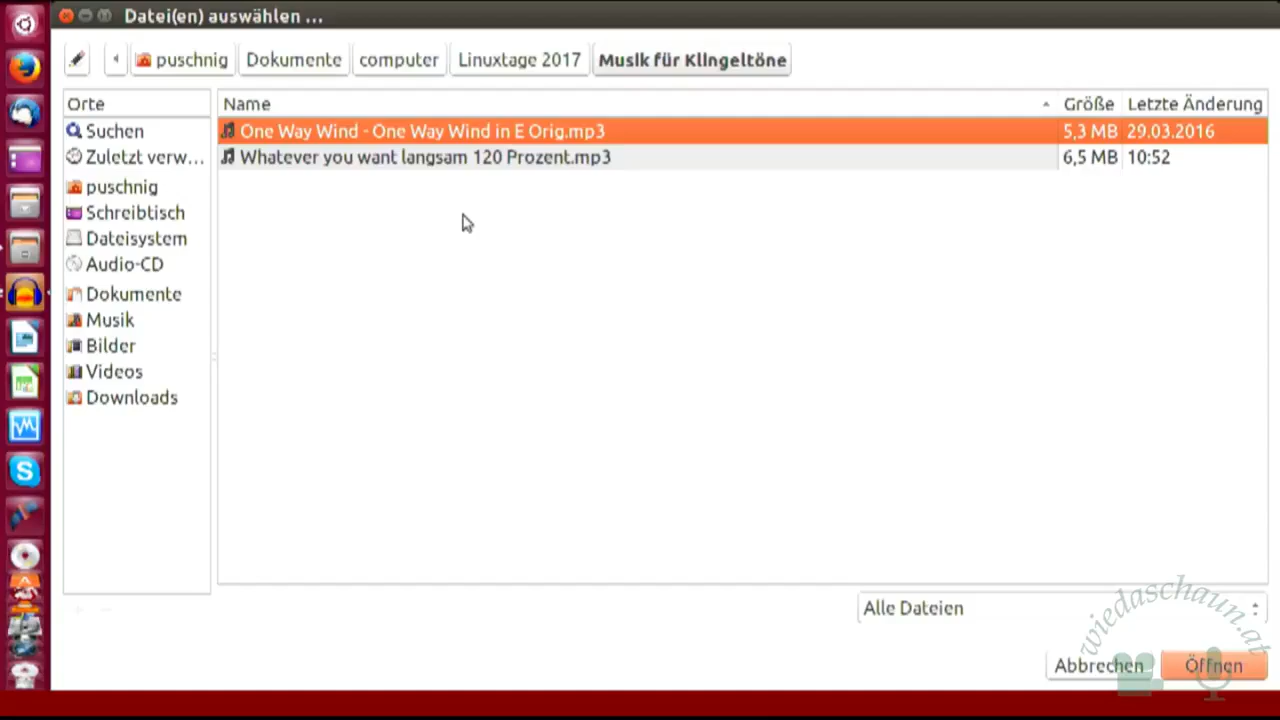 Datei(en) auswählen ...
puschnig Dokumente computer Linuxtage 2017 Musik für Klingeltöne
Orte
Suchen
Zuletzt verw...
puschnig
Schreibtisch
Dateisystem
Audio-CD
Dokumente
Musik
Bilder
Videos
Downloads
Name Größe Letzte Änderung
One Way Wind - One Way Wind in E Orig.mp3 5,3 MB 29.03.2016
Whatever you want langsam 120 Prozent.mp3 6,5 MB 10:52
Alle Dateien
wiedaschaun.at
Abbrechen Öffnen